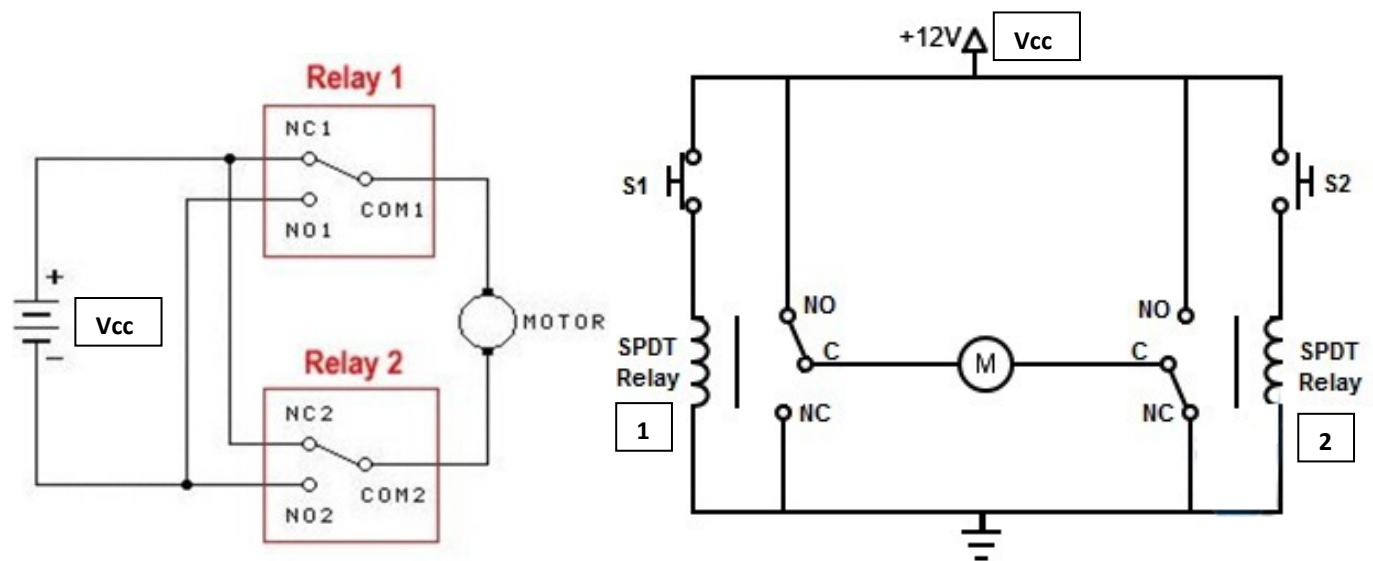 Relay 1
NC1
COM1
NO1
+
Vcc
−
MOTOR
Relay 2
NC2
COM2
NO2
+12V
Vcc
S1
S2
NO
NO
C
M
C
SPDT
Relay
1
NC
NC
SPDT
Relay
2